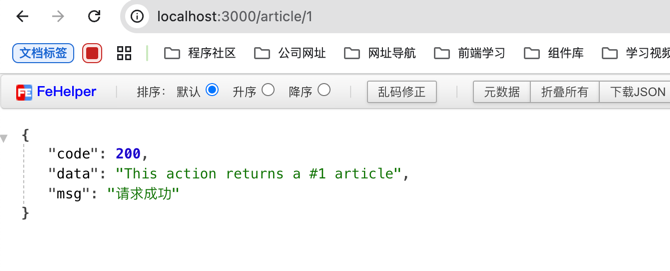 localhost:3000/article/1
文档标签 程序社区 公司网址 网址导航 前端学习 组件库 学习视频
FeHelper 排序： 默认 升序 降序 乱码修正 元数据 折叠所有 下载JSON
{
"code": 200,
"data": "This action returns a #1 article",
"msg": "请求成功"
}